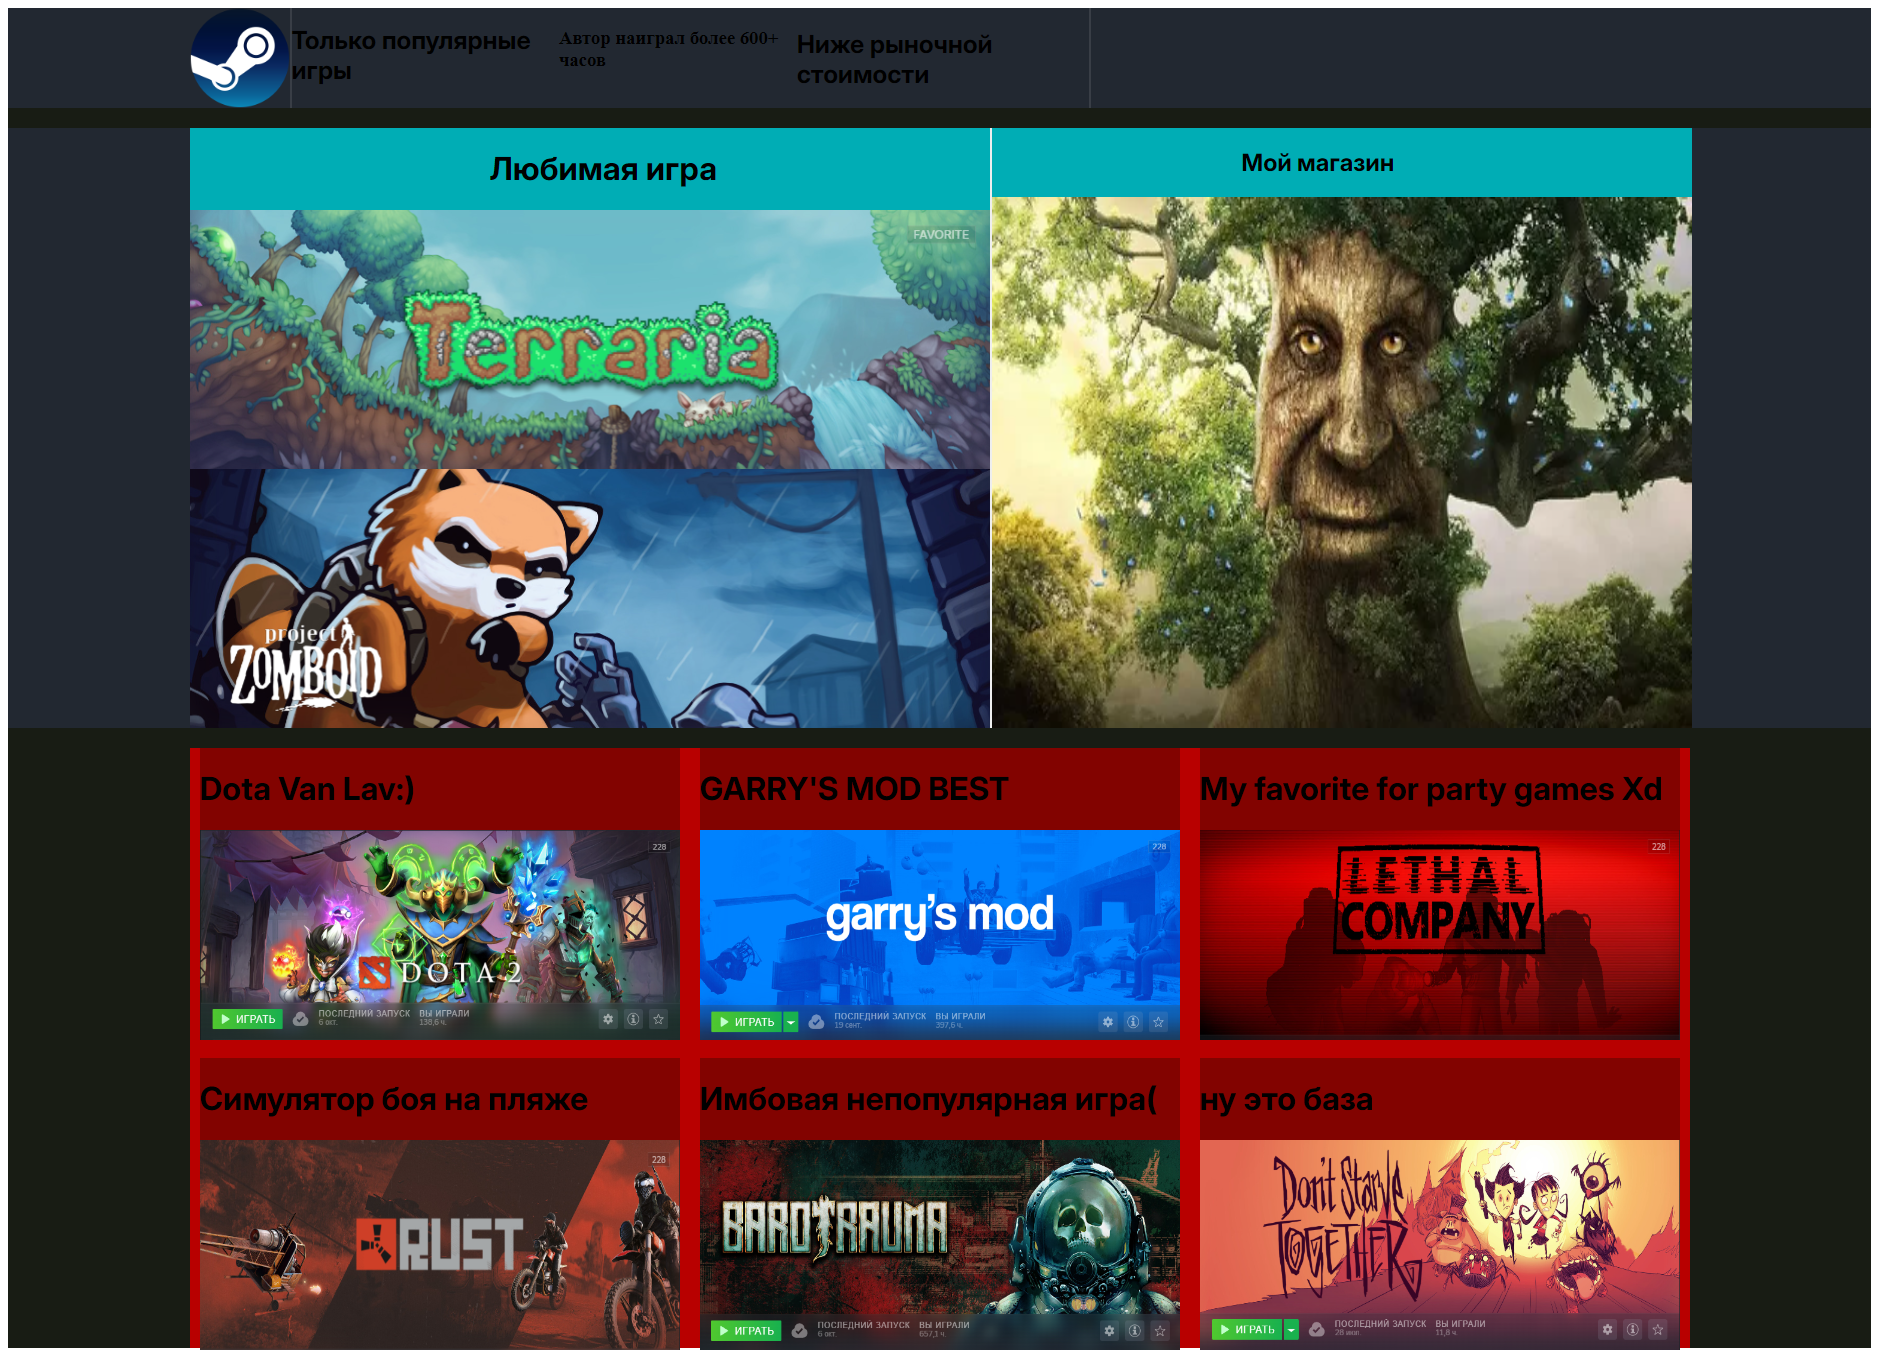 Только популярные
игры
Автор наиграл более 600+
часов
Ниже рыночной
стоимости
Любимая игра
Мой магазин
FAVORITE
Terraria
project
ZOMBOID
Dota Van Lav:)
GARRY'S MOD BEST
My favorite for party games Xd
228
DOTA 2
ИГРАТЬ
ПОСЛЕДНИЙ ЗАПУСК ВЫ ИГРАЛИ
6 окт. 138,6 ч.
228
garry's mod
ИГРАТЬ
ПОСЛЕДНИЙ ЗАПУСК ВЫ ИГРАЛИ
19 сент. 397,6 ч.
228
LETHAL
COMPANY
Симулятор боя на пляже
Имбовая непопулярная игра(
ну это база
228
RUST
BAROTRAUMA
ИГРАТЬ
ПОСЛЕДНИЙ ЗАПУСК ВЫ ИГРАЛИ
6 окт. 657,1 ч.
Don't Starve
TOGETHER
ИГРАТЬ
ПОСЛЕДНИЙ ЗАПУСК ВЫ ИГРАЛИ
28 июл. 11,8 ч.